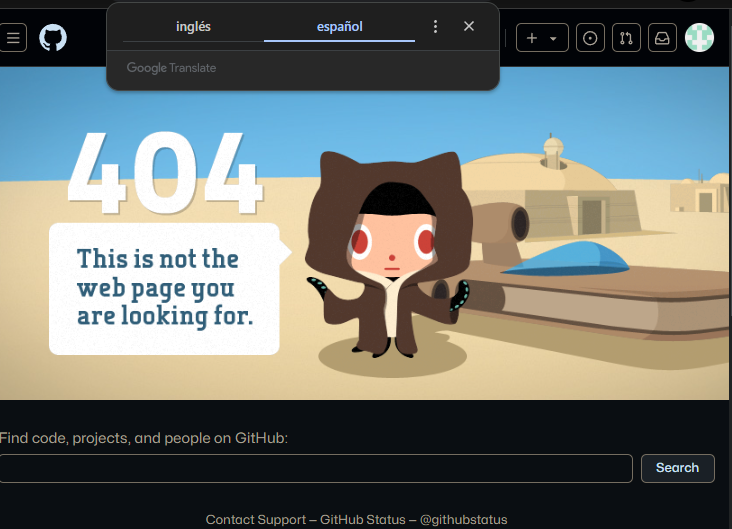 inglés
español
Google Translate
404
This is not the
web page you
are looking for.
Find code, projects, and people on GitHub:
Search
Contact Support — GitHub Status — @githubstatus